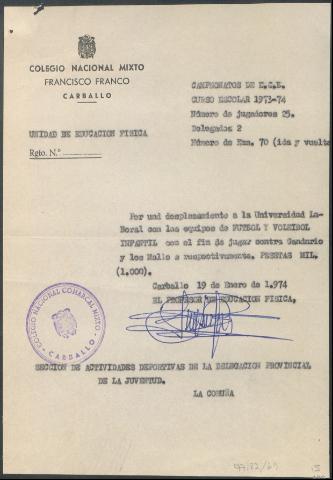 COLEGIO NACIONAL MIXTO
FRANCISCO FRANCO
CARBALLO
UNIDAD DE EDUCACION FISICA
Rgto. N.º
CAMPEONATOS DE E.G.B.
CURSO ESCOLAR 1973-74
Número de jugadores 25.
Delegados 2
Número de Kms. 70 (ida y vuelta
Por und desplazamiento a la Universidad La-
Boral con los equipos de FUTBOL Y VOLEIBOL
INFANTIL con el fin de jugar contra Gandario
y los Mallo s respectivamente. PESETAS MIL.
(1.000).
Carballo 19 de Enero de 1.974
EL PROFESOR DE EDUCACION FISICA,
COLEGIO NACIONAL COMARCAL MIXTO
CARBALLO
SECCION DE ACTIVIDADES DEPORTIVAS DE LA DELEGACION PROVINCIAL
DE LA JUVENTUD.
LA CORUÑA